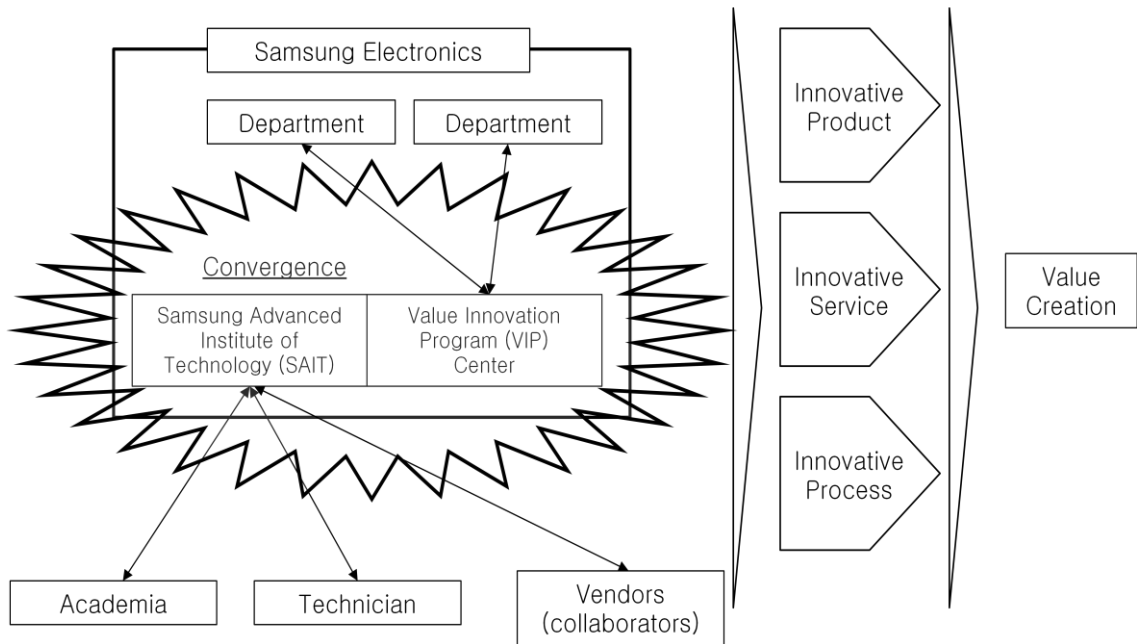 Samsung Electronics
Department
Department
Convergence
Samsung Advanced
Institute of
Technology (SAIT)
Value Innovation
Program (VIP)
Center
Academia
Technician
Vendors
(collaborators)
Innovative
Product
Innovative
Service
Innovative
Process
Value
Creation